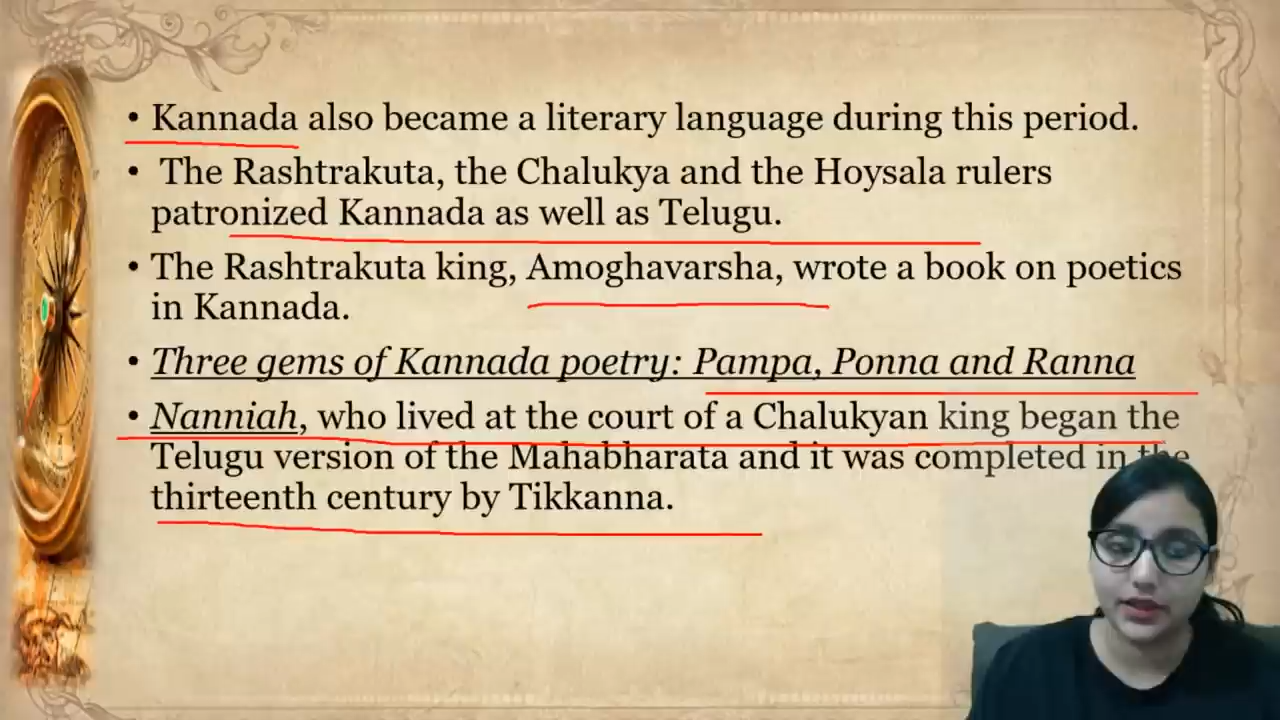 • Kannada also became a literary language during this period.
• The Rashtrakuta, the Chalukya and the Hoysala rulers
patronized Kannada as well as Telugu.
• The Rashtrakuta king, Amoghavarsha, wrote a book on poetics
in Kannada.
• Three gems of Kannada poetry: Pampa, Ponna and Ranna
• Nanniah, who lived at the court of a Chalukyan king began the
Telugu version of the Mahabharata and it was completed in the
thirteenth century by Tikkanna.